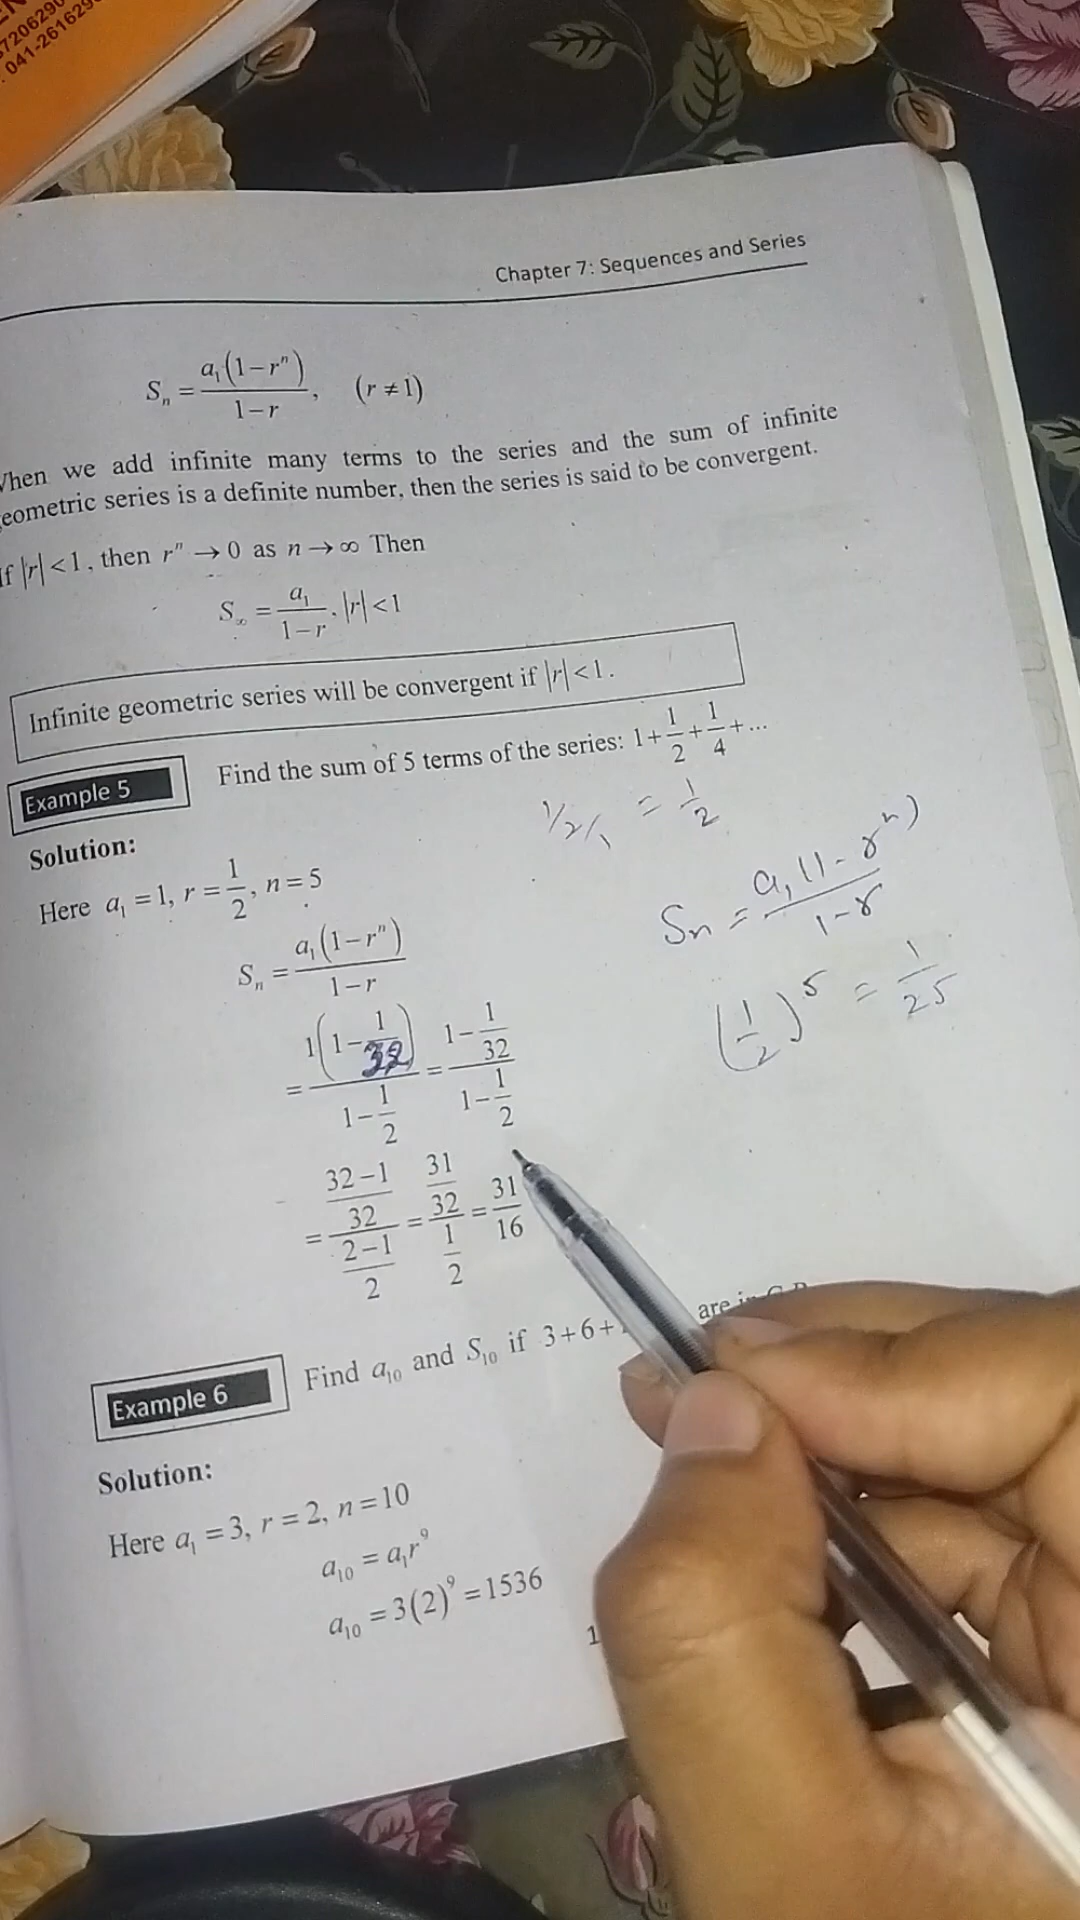 041-26162
Chapter 7: Sequences and Series
Sₙ = a₁(1−rⁿ)/(1−r), (r ≠ 1)
we add infinite many terms to the series and the sum of infinite
series is a definite number, then the series is said to be convergent.
|r| < 1, then rⁿ → 0 as n → ∞ Then
S∞ = a₁/(1−r), |r| < 1
Infinite geometric series will be convergent if |r| < 1.
Example 5 Find the sum of 5 terms of the series: 1 + 1/2 + 1/4 + ...
1/2/1 = 1/2
Solution:
Here a₁ = 1, r = 1/2, n = 5
Sₙ = a₁(1−rⁿ)/(1−r)
Sₙ = a₁(1−rⁿ)/(1−r)
(1/2)⁵ = 1/25
= 1(1 − 1/32)/(1 − 1/2) = (1 − 1/32)/(1 − 1/2)
= ((32−1)/32)/((2−1)/2) = (31/32)/(1/2) = 31/16
Example 6 Find a₁₀ and S₁₀ if 3+6+ are
Solution:
Here a₁ = 3, r = 2, n = 10
a₁₀ = a₁r⁹
a₁₀ = 3(2)⁹ = 1536